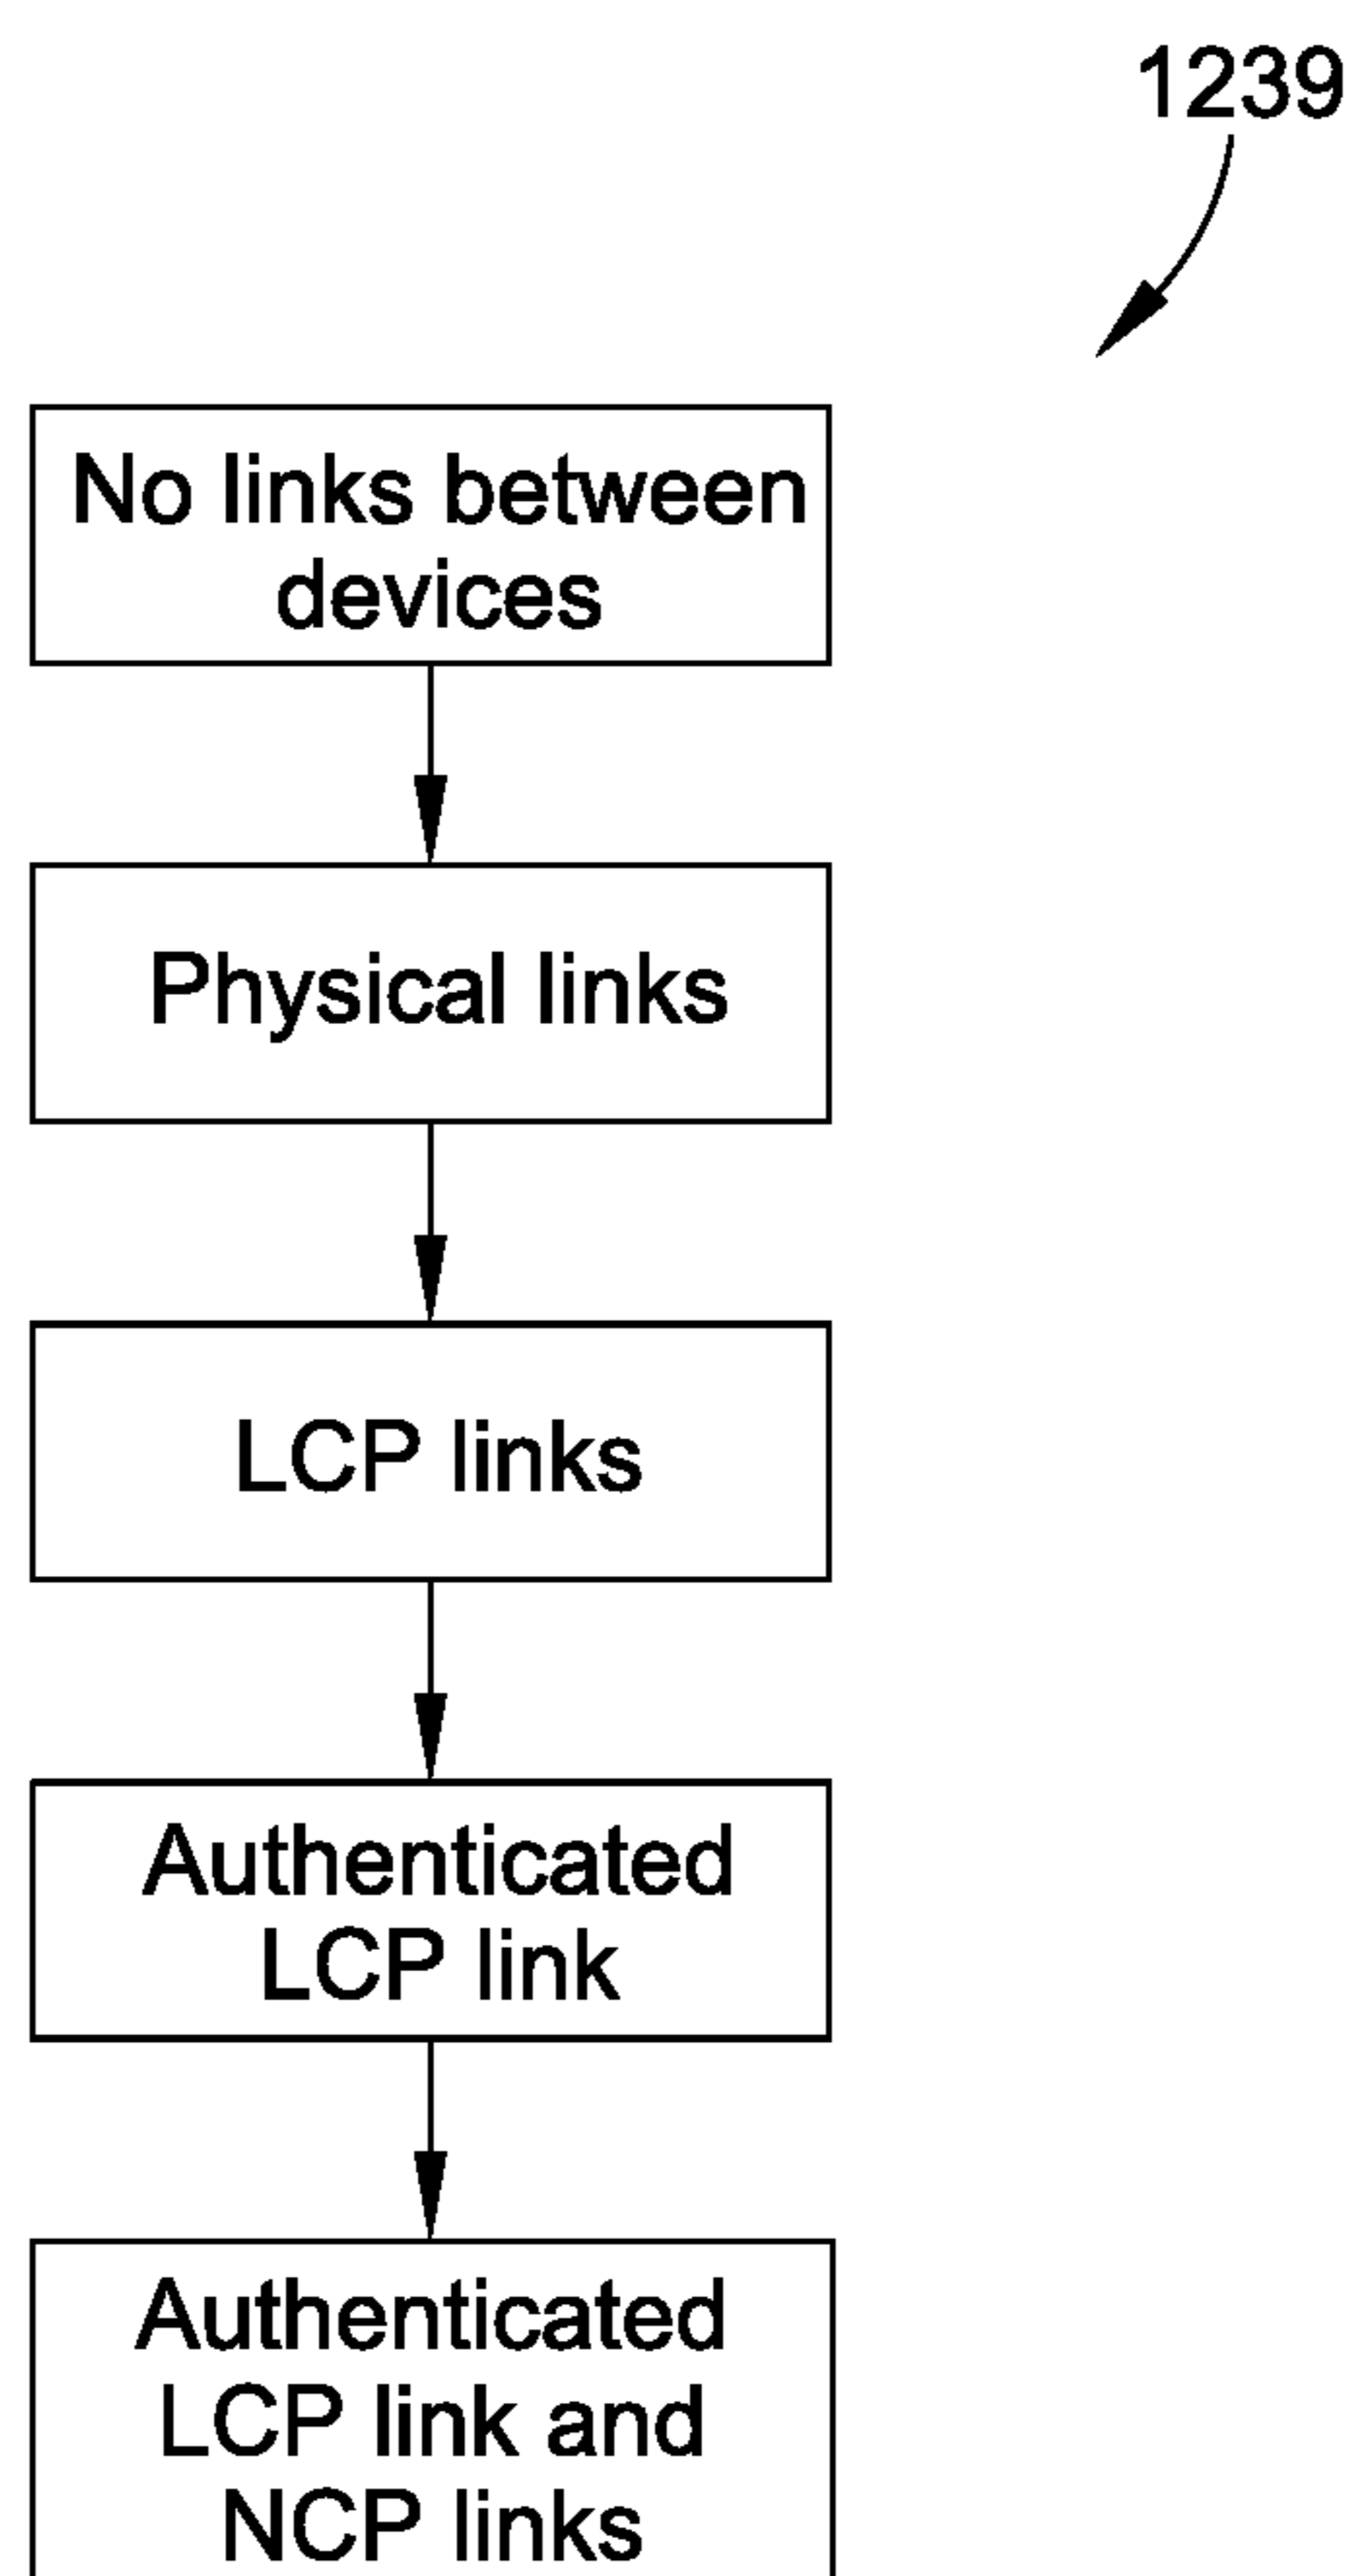 1239
No links between
devices
Physical links
LCP links
Authenticated
LCP link
Authenticated
LCP link and
NCP links